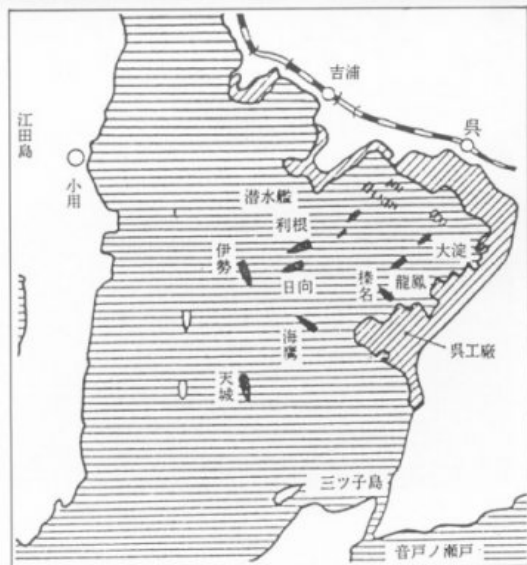 吉浦
呉
江田島
小用
潜水艦
利根
伊勢
日向
大淀
榛名
龍鳳
海鷹
呉工廠
天城
三ツ子島
音戸ノ瀬戸